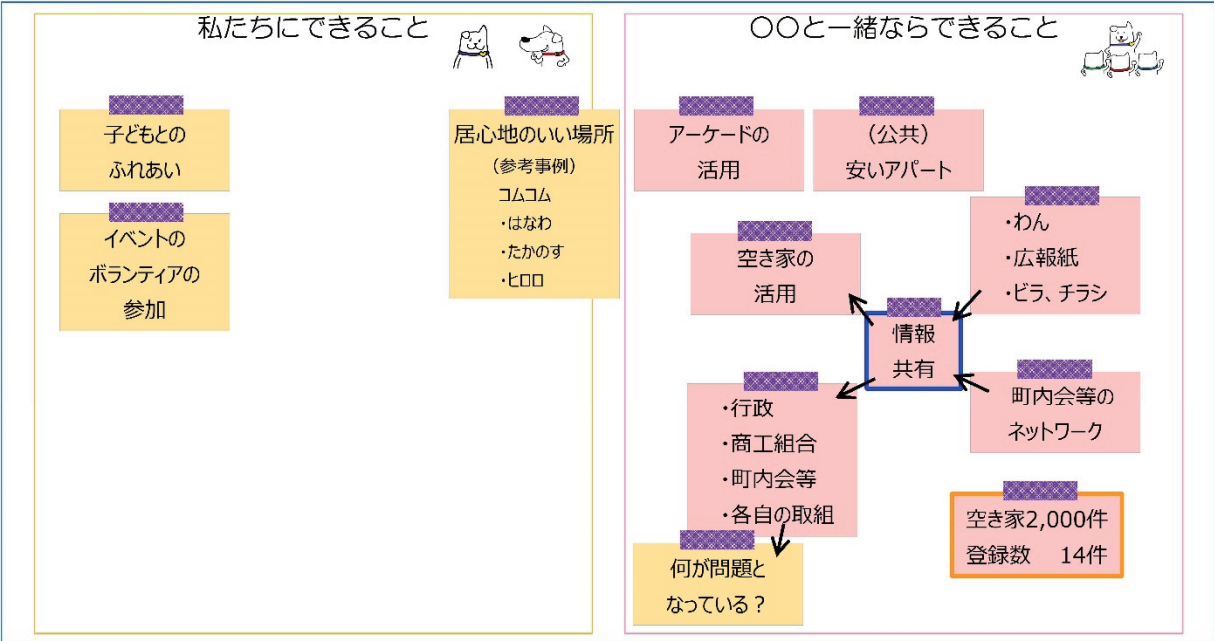 私たちにできること
子どもとの
ふれあい
イベントの
ボランティアの
参加
居心地のいい場所
（参考事例）
コムコム
・はなわ
・たかのす
・ヒロロ
〇〇と一緒ならできること
アーケードの
活用
（公共）
安いアパート
空き家の
活用
・わん
・広報紙
・ビラ、チラシ
情報
共有
・行政
・商工組合
・町内会等
・各自の取組
町内会等の
ネットワーク
空き家2,000件
登録数　14件
何が問題と
なっている？